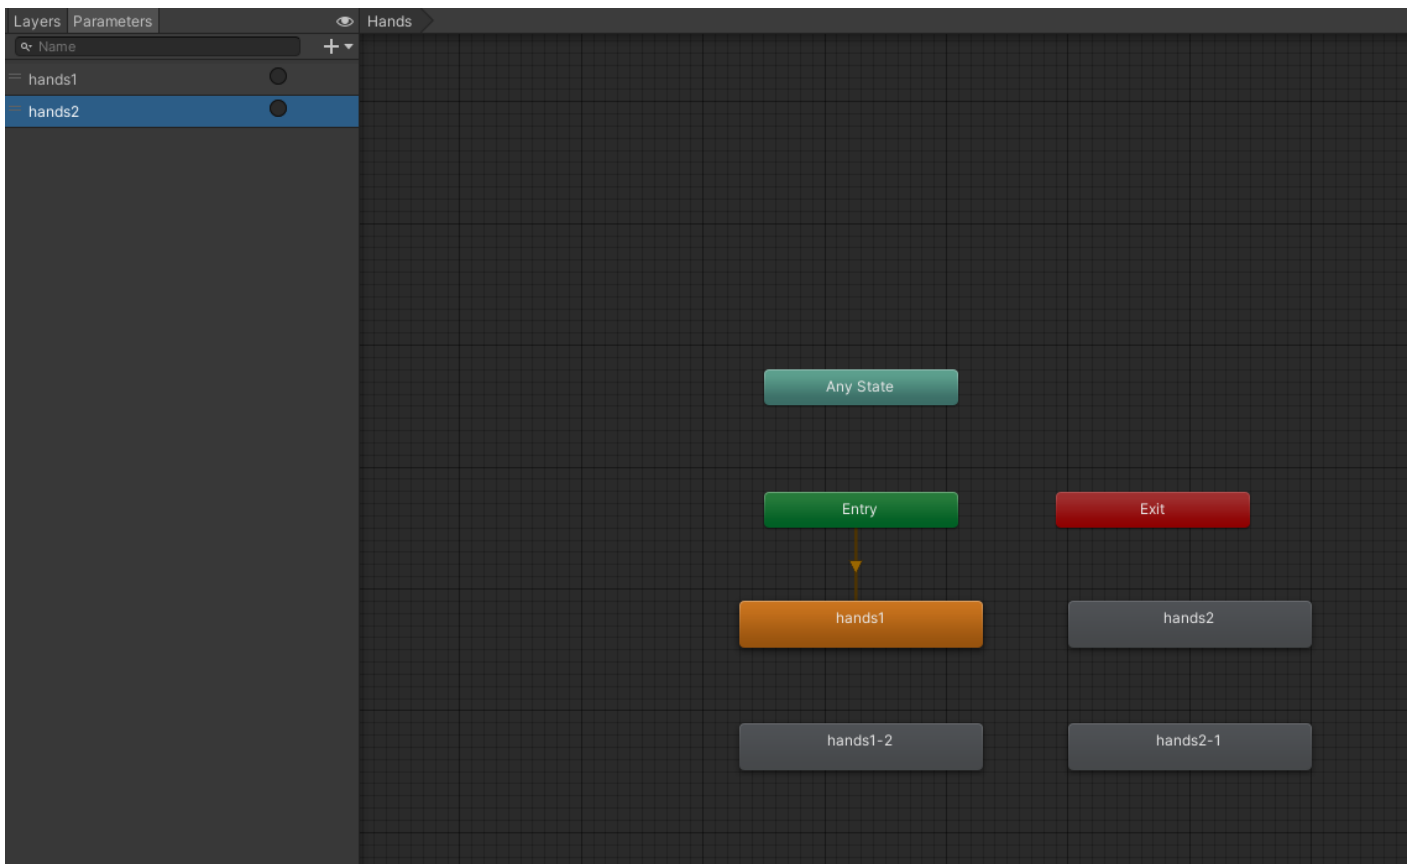 Layers Parameters Hands
Name
hands1
hands2
Any State
Entry Exit
hands1 hands2
hands1-2 hands2-1